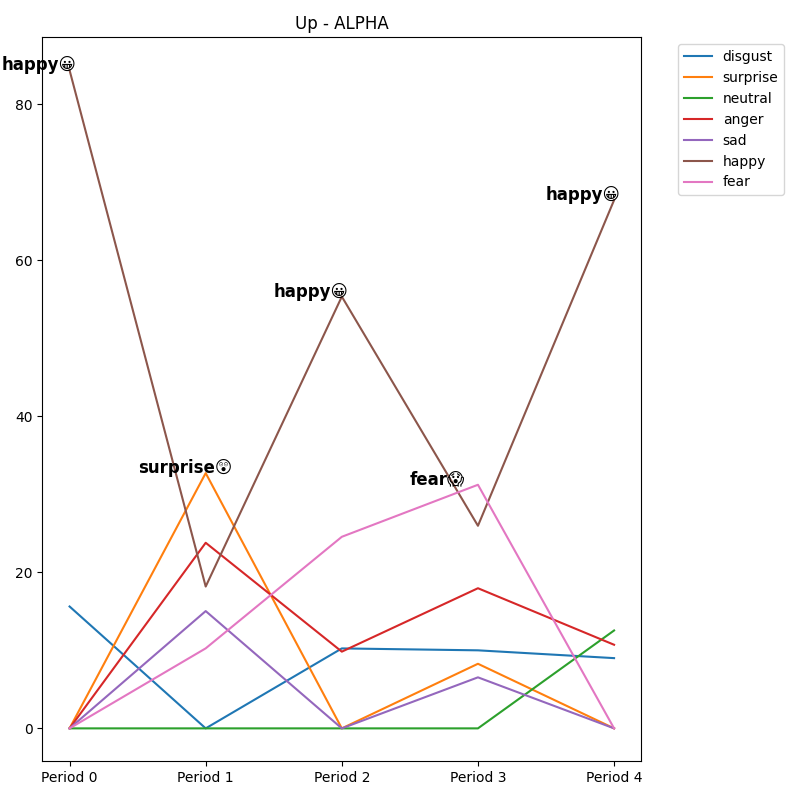 Up - ALPHA
happy😀
surprise😲
happy😀
fear😱
happy😀
80
60
40
20
0
Period 0
Period 1
Period 2
Period 3
Period 4
disgust
surprise
neutral
anger
sad
happy
fear